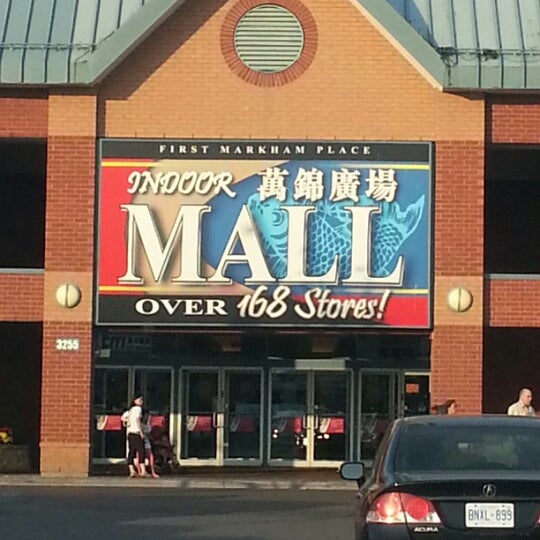 FIRST MARKHAM PLACE
INDOOR 萬錦廣場
MALL
OVER 168 Stores!
3255
ACURA
BNXL·899